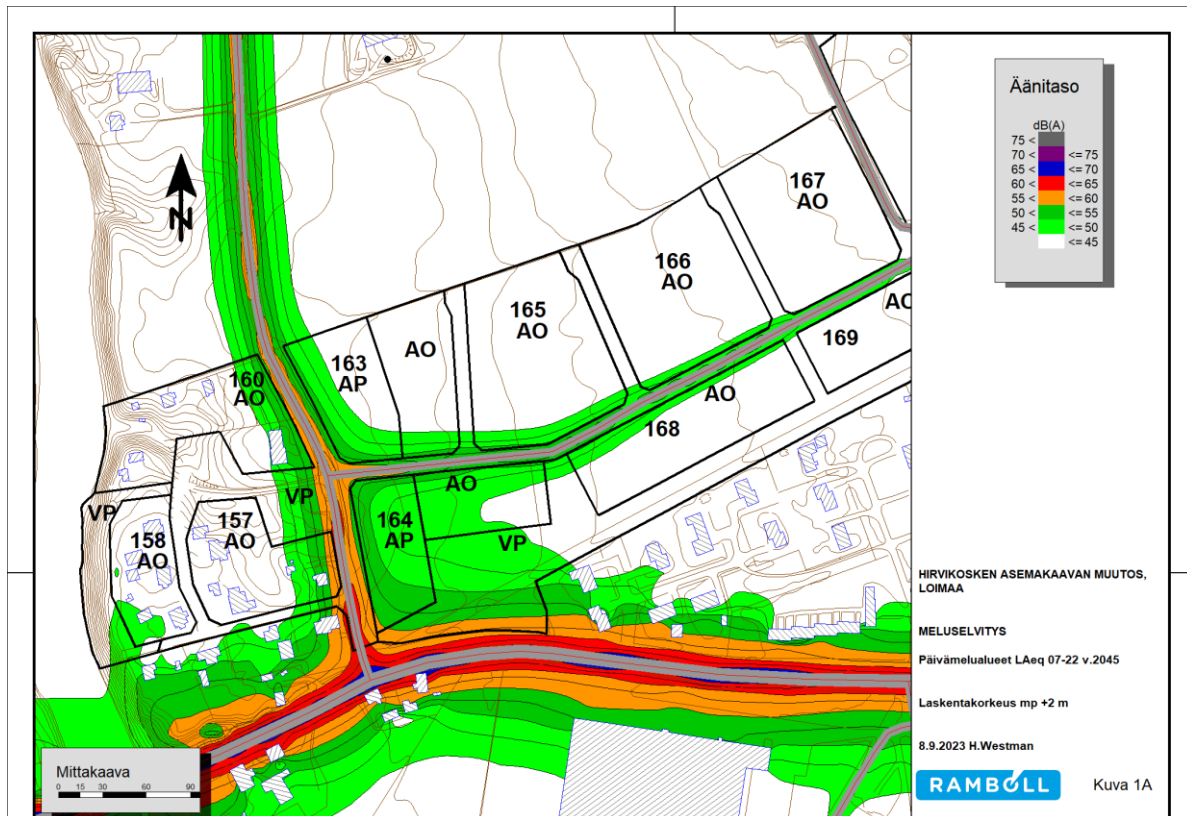 Äänitaso
dB(A)
75 <
70 < <= 75
65 < <= 70
60 < <= 65
55 < <= 60
50 < <= 55
45 < <= 50
<= 45
N
167
AO
166
AO
165
AO
AO
163
AP
160
AO
AO
169
AO
168
AO
164
AP
VP
VP
157
AO
VP
158
AO
HIRVIKOSKEN ASEMAKAAVAN MUUTOS,
LOIMAA
MELUSELVITYS
Päivämelualueet LAeq 07-22 v.2045
Laskentakorkeus mp +2 m
8.9.2023 H.Westman
RAMBOLL
Kuva 1A
Mittakaava
0 15 30 60 90